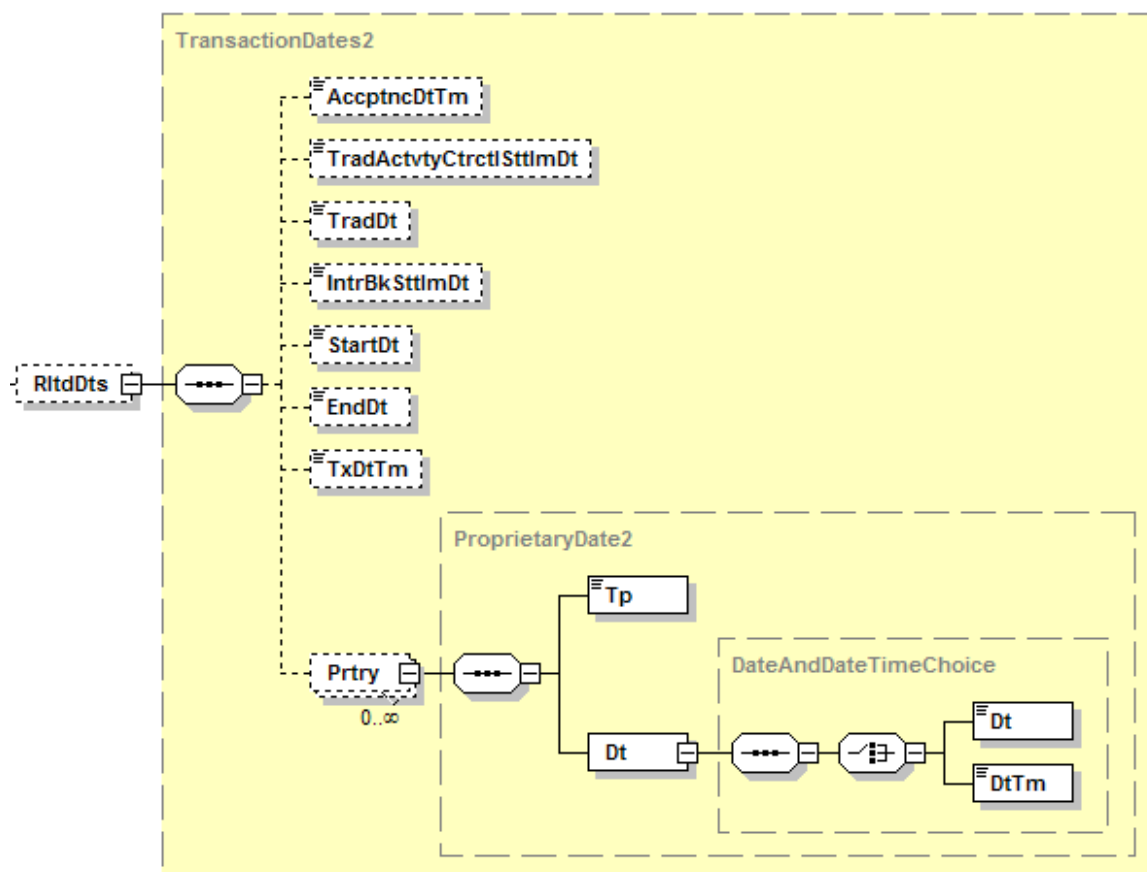 TransactionDates2
AccptncDtTm
TradActvtyCtrctlSttlmDt
TradDt
IntrBkSttlmDt
StartDt
RltdDts
EndDt
TxDtTm
ProprietaryDate2
Tp
Prtry
0..∞
DateAndDateTimeChoice
Dt
Dt
DtTm